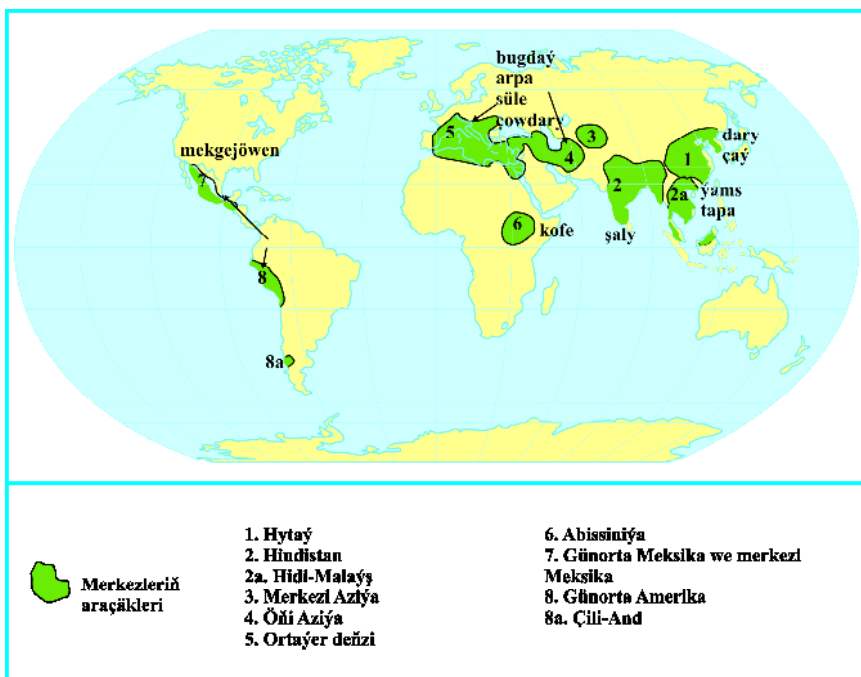 bugdaý
arpa
süle
çowdary
mekgejöwen
5
3
4
1
dary
çaý
7
2
2a
ýams
tapa
6
kofe
şaly
8
8a
Merkezleriň
araçäkleri
1. Hytaý
2. Hindistan
2a. Hidi-Malaýş
3. Merkezi Aziýa
4. Öňi Aziýa
5. Ortaýer deňzi
6. Abissiniýa
7. Günorta Meksika we merkezi
Meksika
8. Günorta Amerika
8a. Çili-And